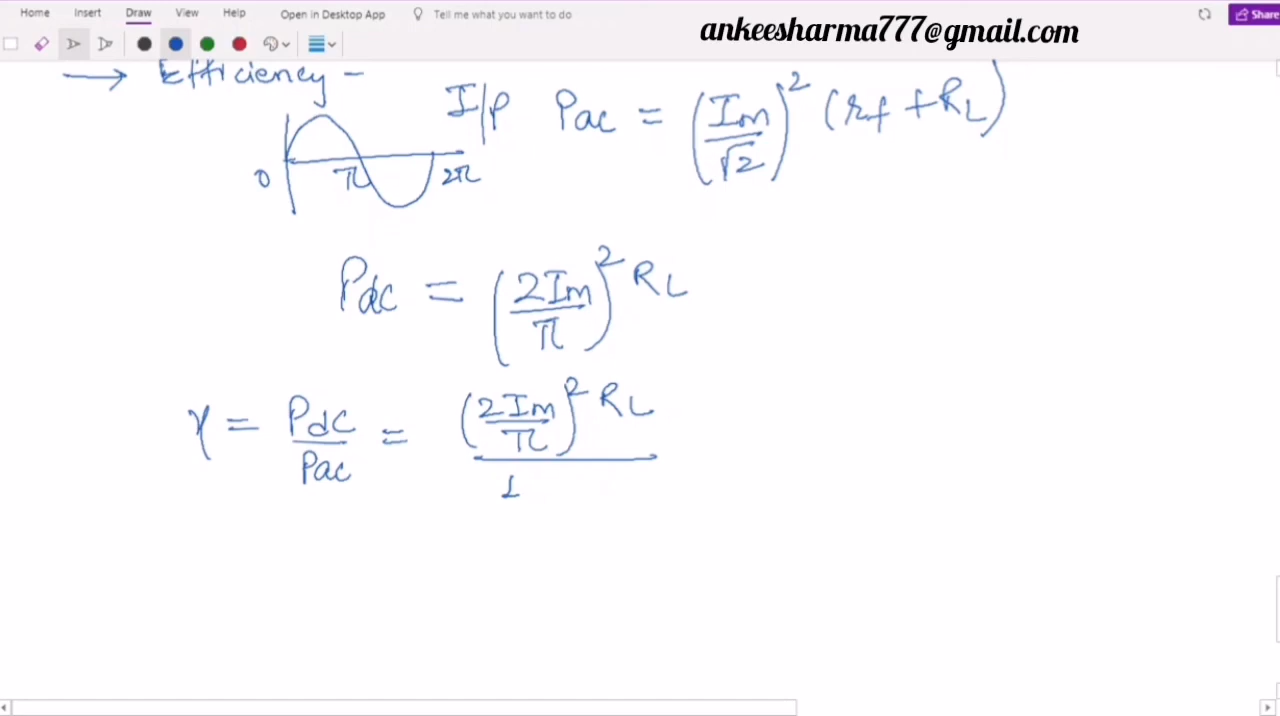 Home Insert Draw View Help Open in Desktop App Tell me what you want to do Share
ankeesharma777@gmail.com
→ Efficiency -
I/P Pac = (Im/√2)² (rf + RL)
0 π 2π
Pdc = (2Im/π)² RL
η = Pdc/Pac = (2Im/π)² RL
I